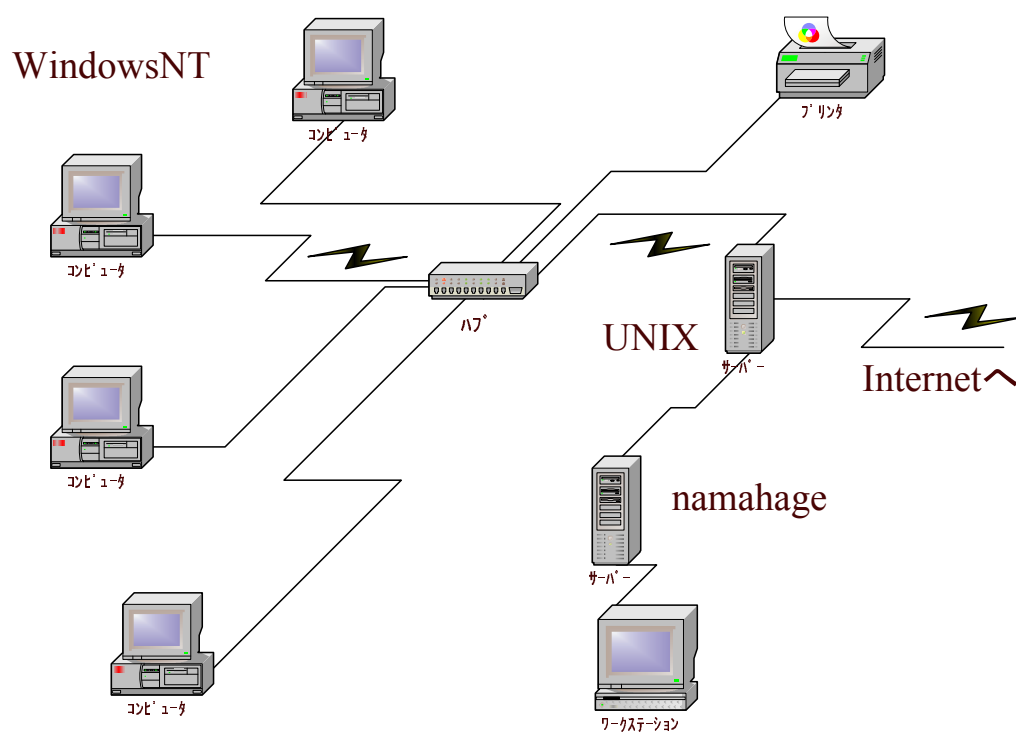 WindowsNT
ｺﾝﾋﾟｭｰﾀ
ﾌﾟﾘﾝﾀ
ｺﾝﾋﾟｭｰﾀ
ﾊﾌﾞ
UNIX
ｻｰﾊﾞｰ
Internetへ
ｺﾝﾋﾟｭｰﾀ
namahage
ｻｰﾊﾞｰ
ｺﾝﾋﾟｭｰﾀ
ﾜｰｸｽﾃｰｼｮﾝ